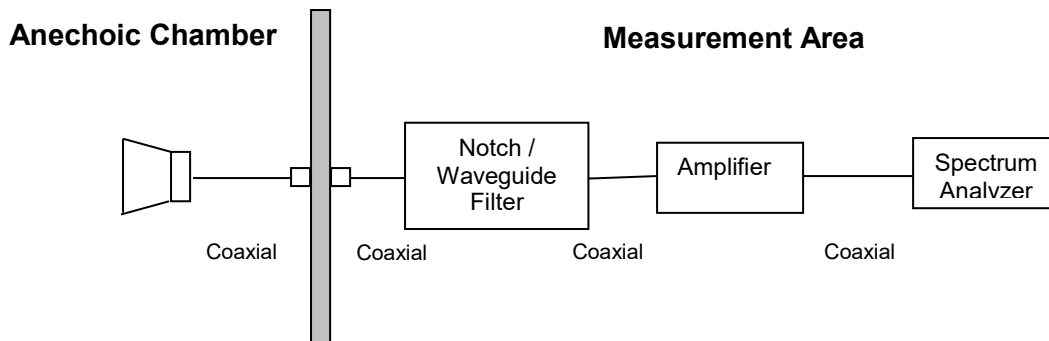 Anechoic Chamber
Measurement Area
Notch /
Waveguide
Filter
Amplifier
Spectrum
Analyzer
Coaxial
Coaxial
Coaxial
Coaxial